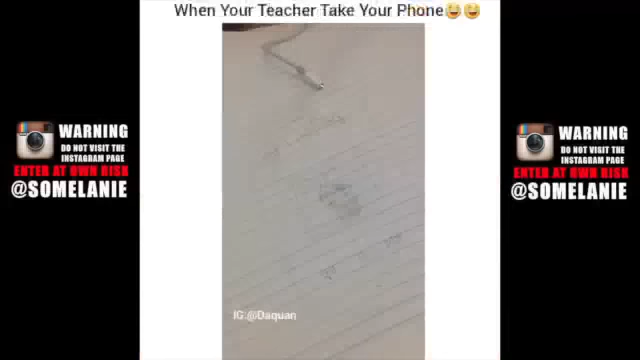 When Your Teacher Take Your Phone😂😆
WARNING
DO NOT VISIT THE
INSTAGRAM PAGE
ENTER AT OWN RISK
@SOMELANIE
IG:@Daquan
WARNING
DO NOT VISIT THE
INSTAGRAM PAGE
ENTER AT OWN RISK
@SOMELANIE